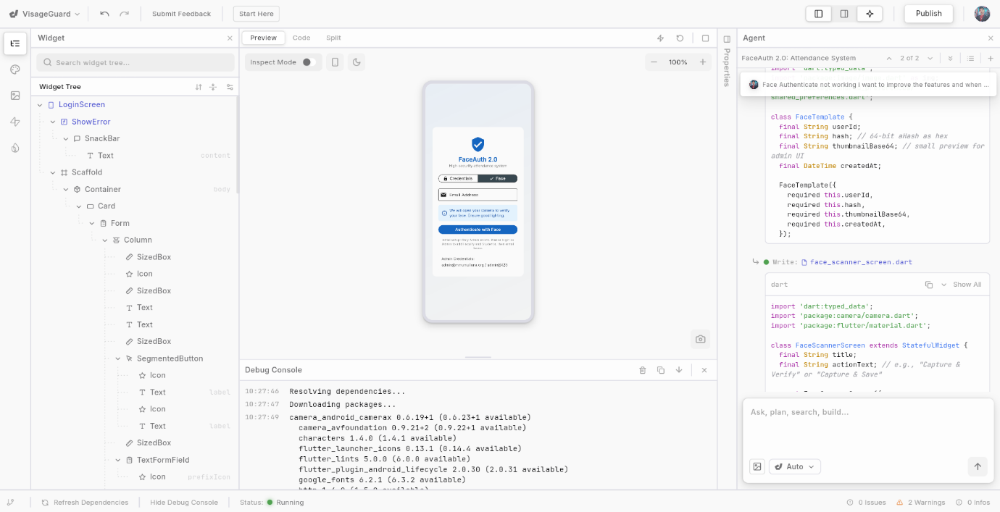 VisageGuard
Submit Feedback
Start Here
Publish
Widget
Search widget tree...
Widget Tree
LoginScreen
ShowError
SnackBar
Text content
Scaffold
Container body
Card
Form
Column
SizedBox
Icon
SizedBox
Text
Text
SizedBox
SegmentedButton
Icon
Text label
Icon
Text label
SizedBox
TextFormField
Icon prefixIcon
Preview Code Split
Inspect Mode
100%
FaceAuth 2.0
High-security attendance system
Credentials Face
Email Address
We will open your camera to verify
your face. Ensure good lighting.
Authenticate with Face
Admin Credentials:
Debug Console
10:27:46 Resolving dependencies...
10:27:47 Downloading packages...
10:27:49 camera_android_camerax 0.6.19+1 (0.6.23+1 available)
camera_avfoundation 0.9.21+2 (0.9.22+1 available)
characters 1.4.0 (1.4.1 available)
flutter_launcher_icons 0.13.1 (0.14.4 available)
flutter_lints 5.0.0 (6.0.0 available)
flutter_plugin_android_lifecycle 2.0.30 (2.0.31 available)
google_fonts 6.2.1 (6.3.2 available)
Properties
Agent
FaceAuth 2.0: Attendance System
2 of 2
import 'dart:typed_data';
Face Authenticate not working i want to improve the features and when ...
shared_preferences.dart';
class FaceTemplate {
final String userId;
final String hash; // 64-bit aHash as hex
final String thumbnailBase64; // small preview for
admin UI
final DateTime createdAt;
FaceTemplate({
required this.userId,
required this.hash,
required this.thumbnailBase64,
required this.createdAt,
});
Write: face_scanner_screen.dart
dart
Show All
import 'dart:typed_data';
import 'package:camera/camera.dart';
import 'package:flutter/material.dart';
class FaceScannerScreen extends StatefulWidget {
final String title;
final String actionText; // e.g., "Capture &
Verify" or "Capture & Save"
Ask, plan, search, build...
Auto
Refresh Dependencies
Hide Debug Console
Status: Running
0 Issues
2 Warnings
0 Infos